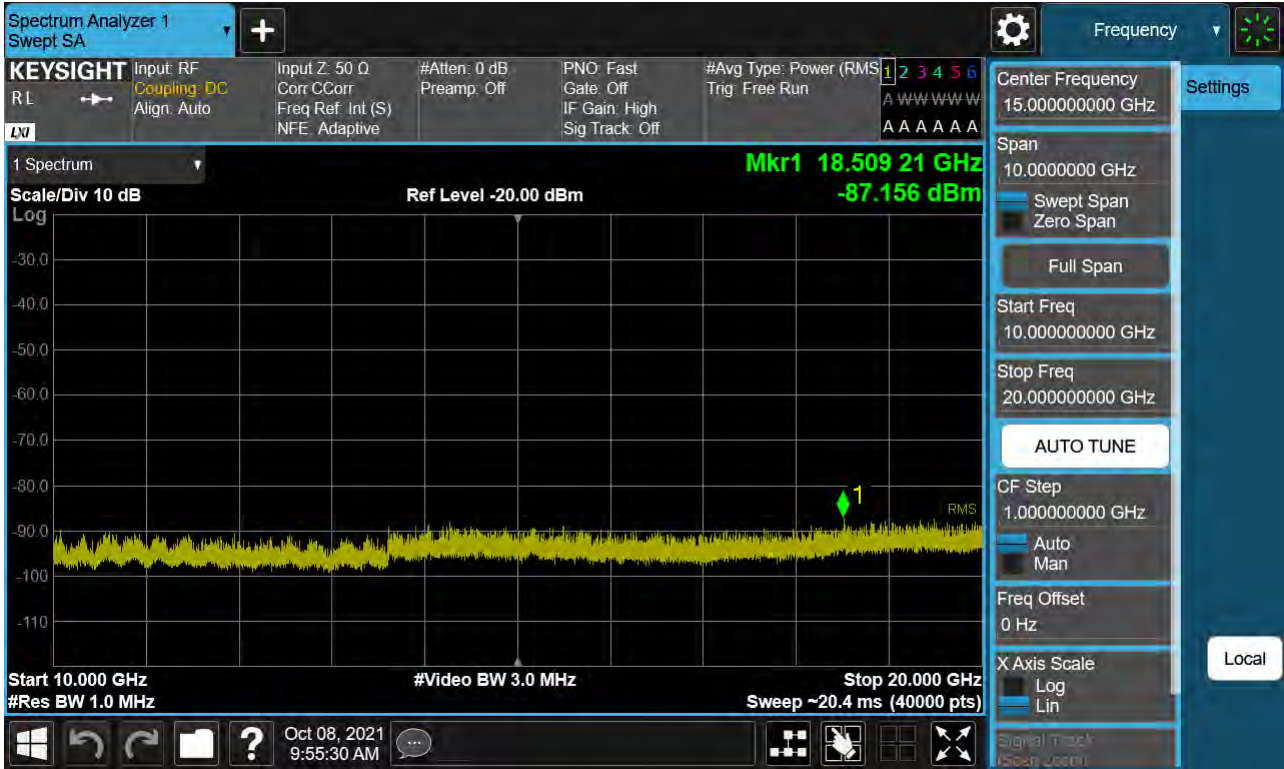 Spectrum Analyzer 1
Swept SA
+
Frequency
KEYSIGHT
R L
LXI
Input: RF
Coupling: DC
Align: Auto
Input Z: 50 Ω
Corr CCorr
Freq Ref: Int (S)
NFE: Adaptive
#Atten: 0 dB
Preamp: Off
PNO: Fast
Gate: Off
IF Gain: High
Sig Track: Off
#Avg Type: Power (RMS
Trig: Free Run
1 2 3 4 5 6
A W W W W W
A A A A A A
1 Spectrum
Scale/Div 10 dB
Log
Ref Level -20.00 dBm
Mkr1 18.509 21 GHz
-87.156 dBm
-30.0
-40.0
-50.0
-60.0
-70.0
-80.0
-90.0
-100
-110
1
RMS
Start 10.000 GHz
#Res BW 1.0 MHz
#Video BW 3.0 MHz
Stop 20.000 GHz
Sweep ~20.4 ms (40000 pts)
Center Frequency
15.000000000 GHz
Span
10.0000000 GHz
Swept Span
Zero Span
Full Span
Start Freq
10.000000000 GHz
Stop Freq
20.000000000 GHz
AUTO TUNE
CF Step
1.000000000 GHz
Auto
Man
Freq Offset
0 Hz
X Axis Scale
Log
Lin
Signal Track
(Span Zoom)
Settings
Local
?
Oct 08, 2021
9:55:30 AM